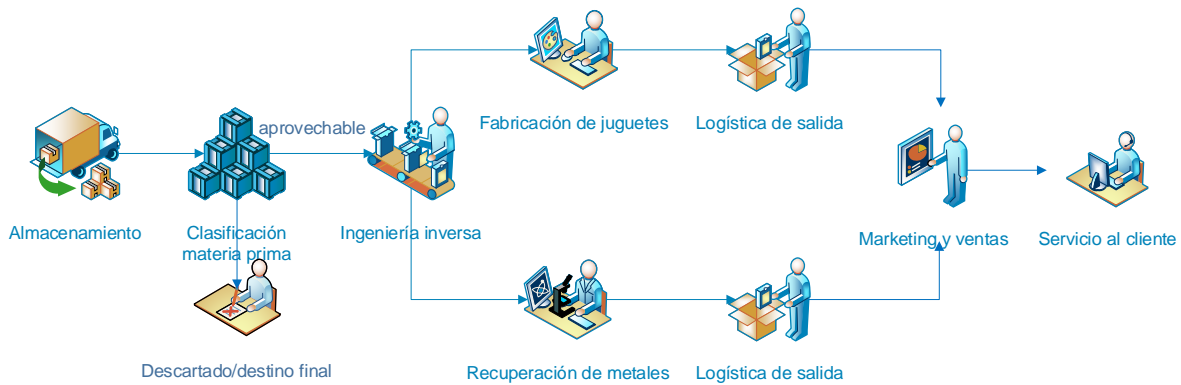 aprovechable
Fabricación de juguetes
Logística de salida
Almacenamiento
Clasificación
materia prima
Ingeniería inversa
Marketing y ventas
Servicio al cliente
Descartado/destino final
Recuperación de metales
Logística de salida